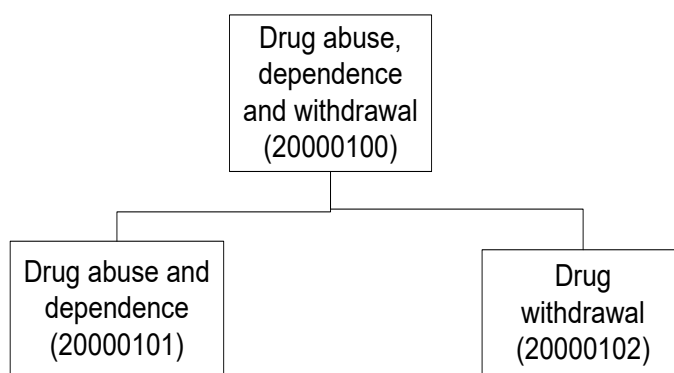 Drug abuse,
dependence
and withdrawal
(20000100)
Drug abuse and
dependence
(20000101)
Drug
withdrawal
(20000102)